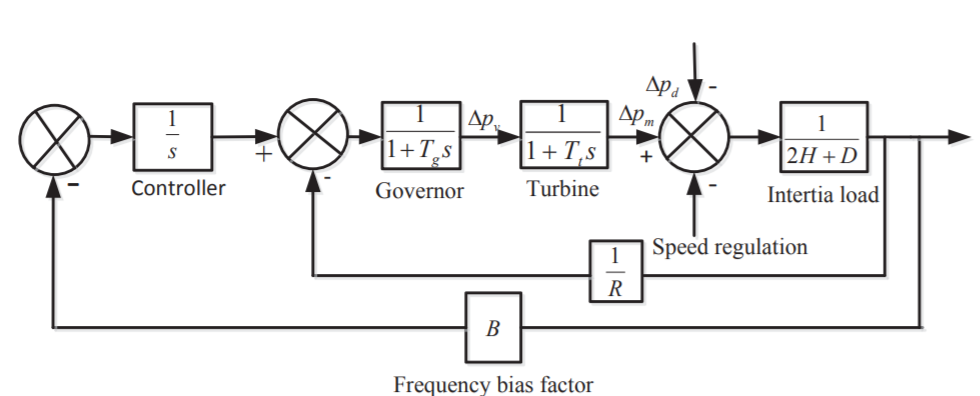 Δp_d -
1
s
Controller
+
-
-
1
1+T_g s
Governor
Δp_v
1
1+T_t s
Turbine
Δp_m
+
-
1
2H+D
Intertia load
Speed regulation
1
R
B
Frequency bias factor